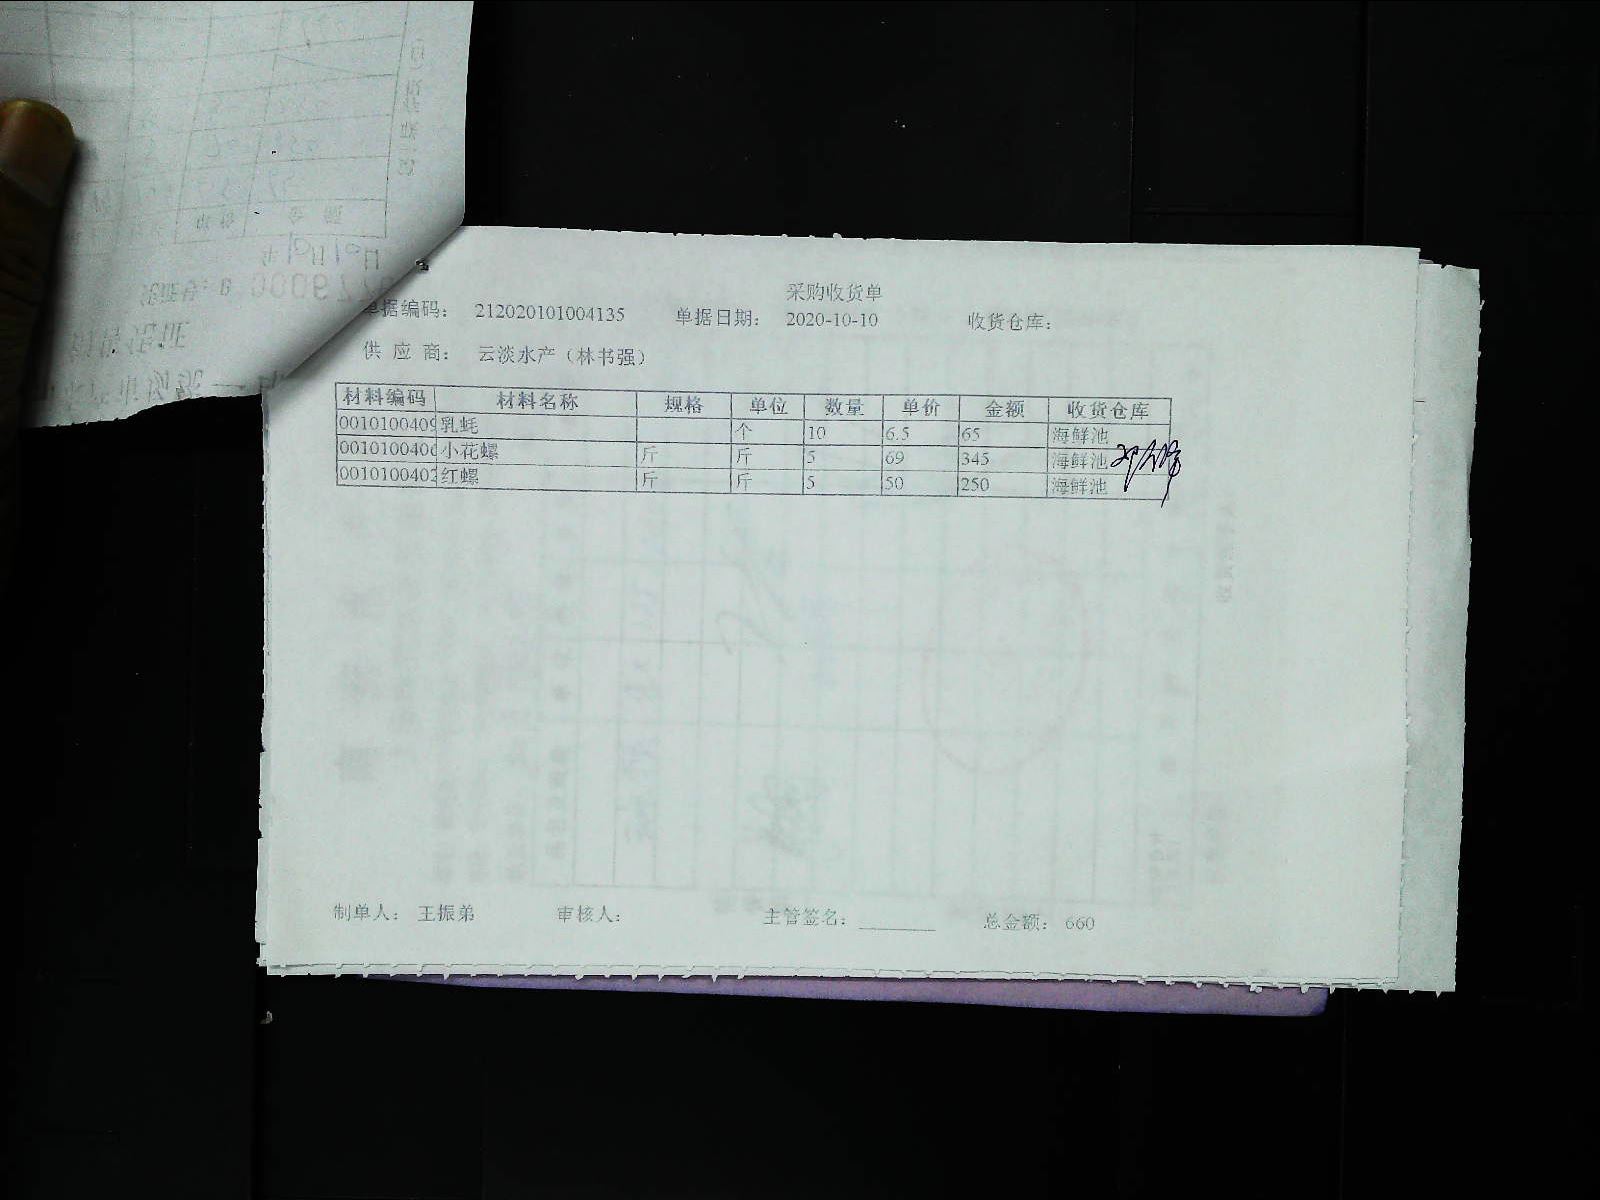 采购收货单
单据编码： 212020101004135 单据日期： 2020-10-10 收货仓库：
供 应 商： 云淡水产（林书强）
材料编码 材料名称 规格 单位 数量 单价 金额 收货仓库
0010100409 乳蚝 个 10 6.5 65 海鲜池
001010040 小花螺 斤 斤 5 69 345 海鲜池
0010100402 红螺 斤 斤 5 50 250 海鲜池
制单人： 王振弟 审核人： 主管签名： 总金额： 660